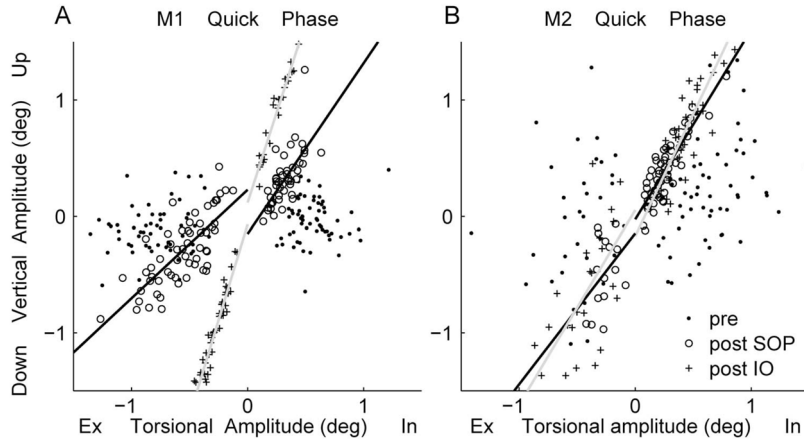 A M1 Quick Phase
B M2 Quick Phase
Down Vertical Amplitude (deg) Up
1
0
−1
1
0
−1
pre
post SOP
post IO
−1 0 1
−1 0 1
Ex Torsional Amplitude (deg) In
Ex Torsional amplitude (deg) In